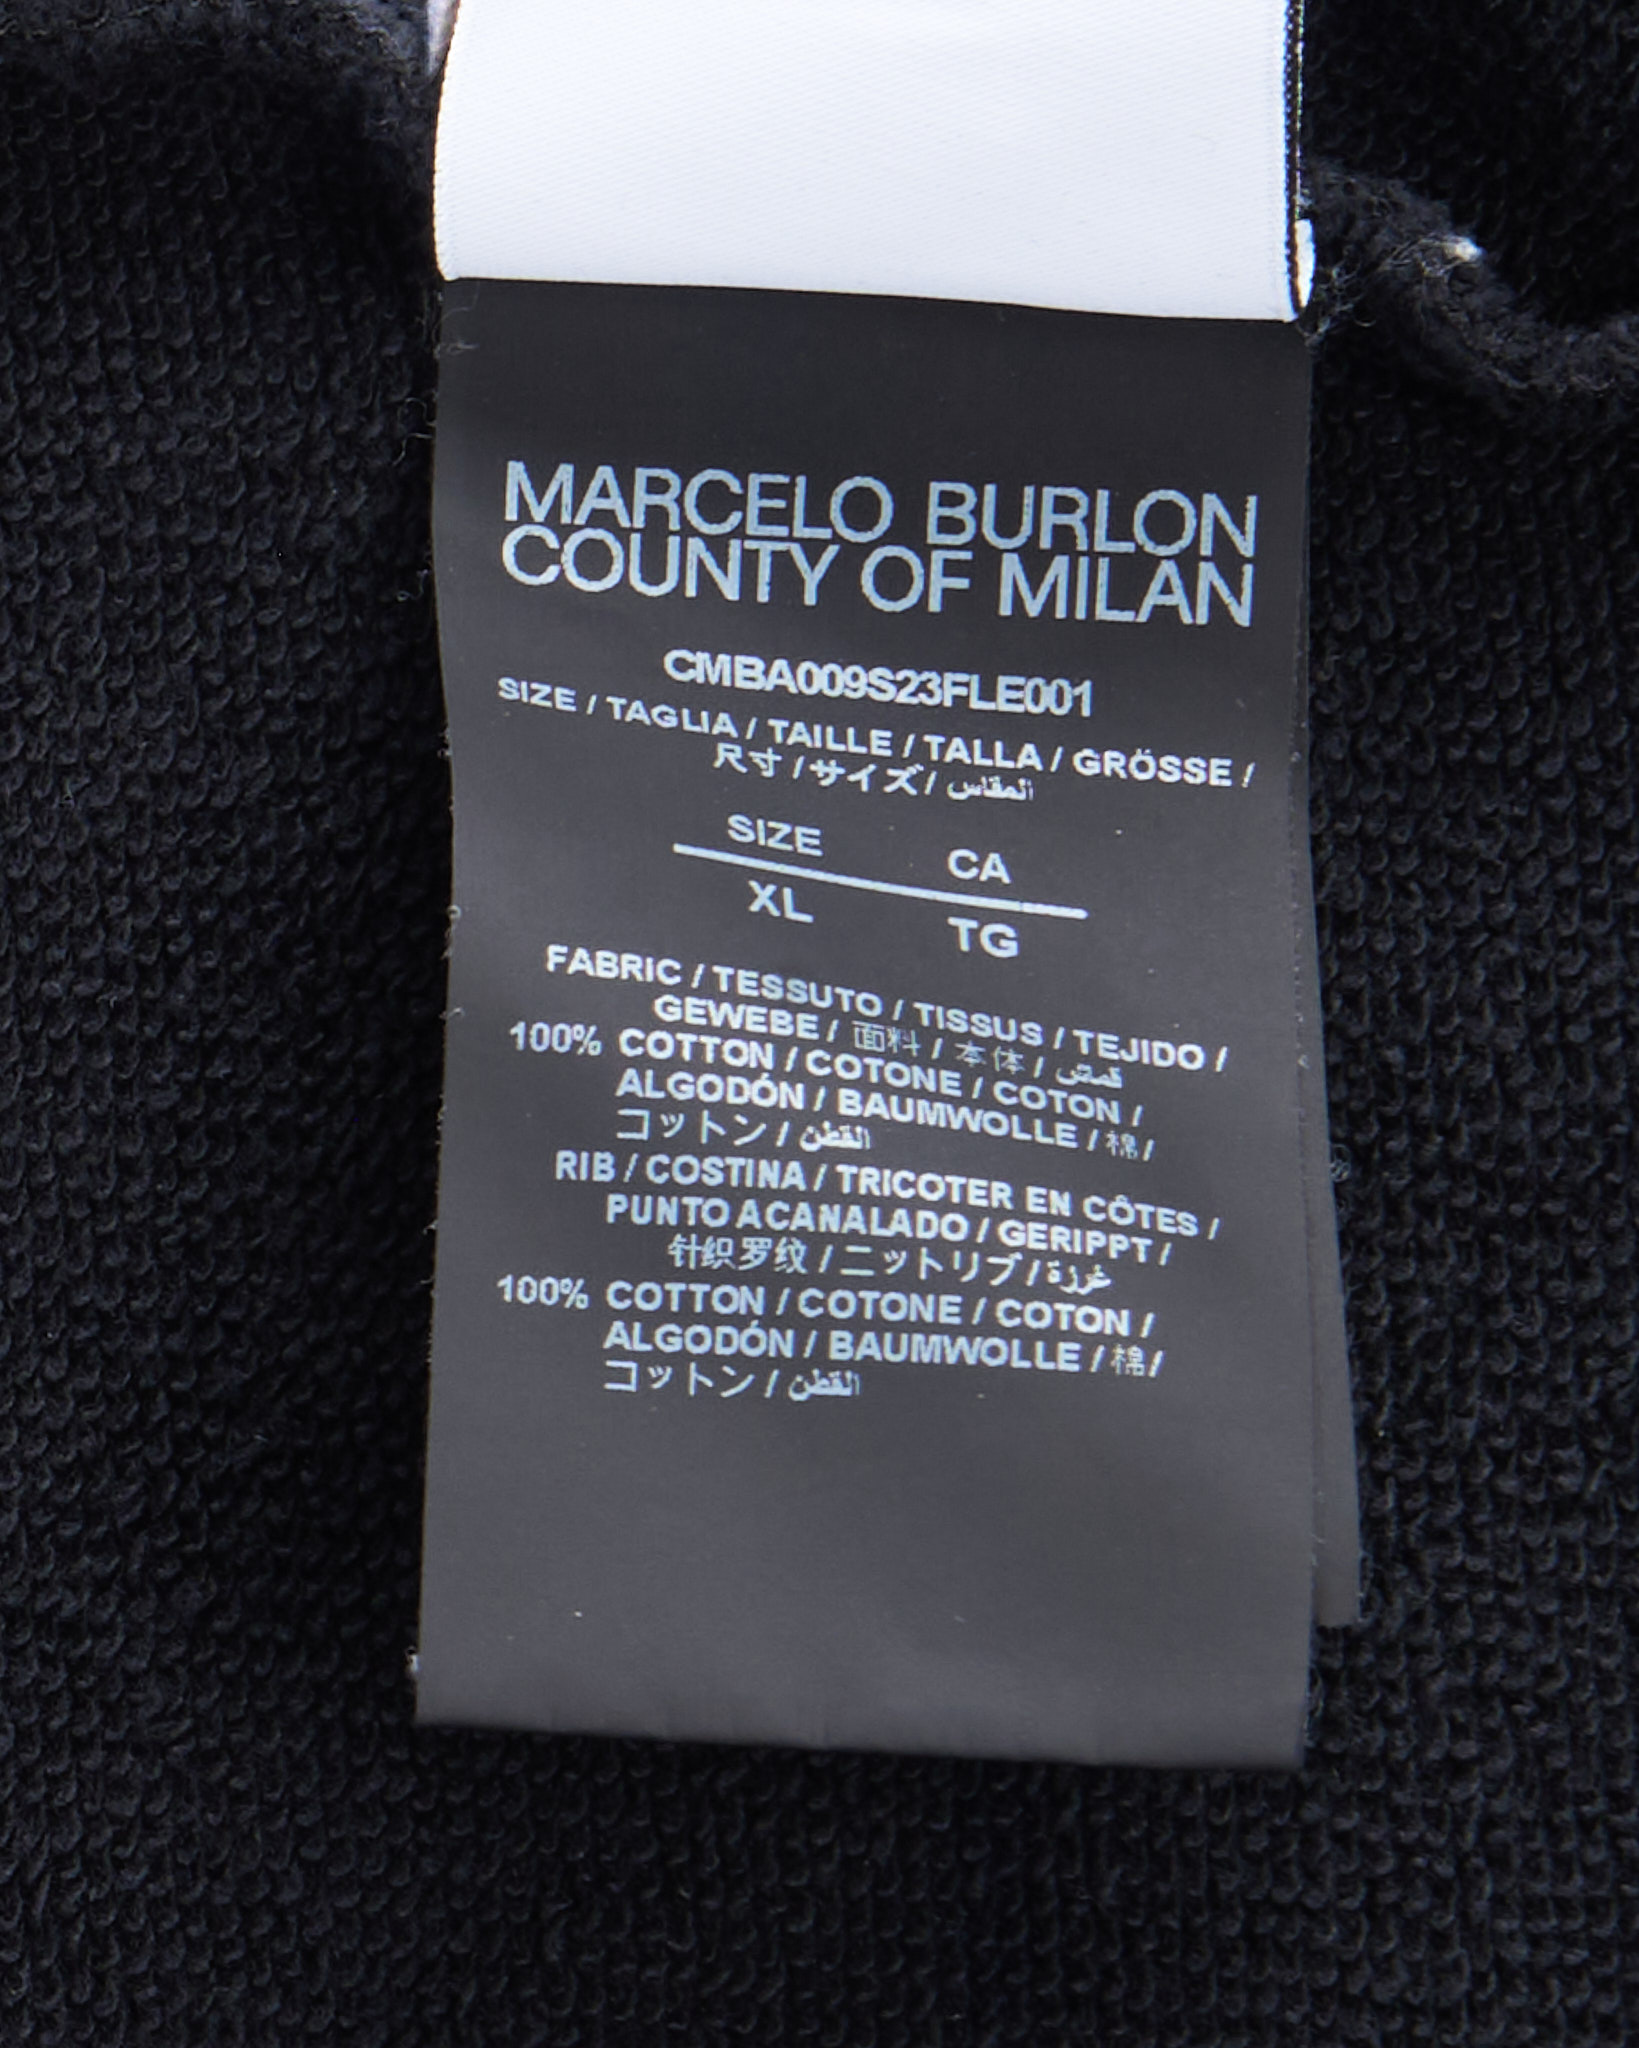 MARCELO BURLON
COUNTY OF MILAN
CMBA009S23FLE001
SIZE / TAGLIA / TAILLE / TALLA / GRÖSSE /
尺寸 / サイズ / المقاس
SIZE CA
XL TG
FABRIC / TESSUTO / TISSUS / TEJIDO /
GEWEBE / 面料 / 本体 / قماش
100% COTTON / COTONE / COTON /
ALGODÓN / BAUMWOLLE / 棉 /
コットン / القطن
RIB / COSTINA / TRICOTER EN CÔTES /
PUNTO ACANALADO / GERIPPT /
针织罗纹 / ニットリブ / غرزة
100% COTTON / COTONE / COTON /
ALGODÓN / BAUMWOLLE / 棉 /
コットン / القطن